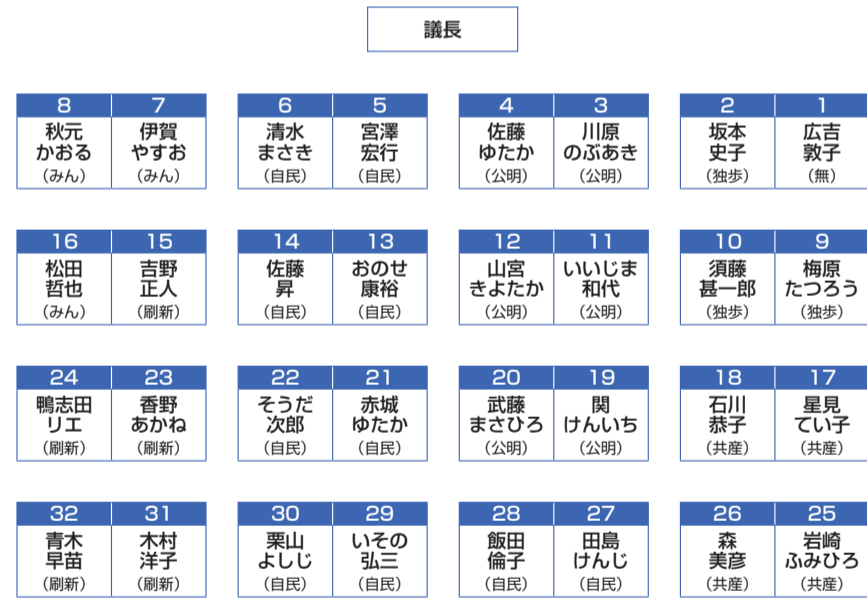 議長
8 7 6 5 4 3 2 1
秋元 伊賀 清水 宮澤 佐藤 川原 坂本 広吉
かおる やすお まさき 宏行 ゆたか のぶあき 史子 敦子
(みん) (みん) (自民) (自民) (公明) (公明) (独歩) (無)
16 15 14 13 12 11 10 9
松田 吉野 佐藤 おのせ 山宮 いいじま 須藤 梅原
哲也 正人 昇 康裕 きよたか 和代 甚一郎 たつろう
(みん) (刷新) (自民) (自民) (公明) (公明) (独歩) (独歩)
24 23 22 21 20 19 18 17
鴨志田 香野 そうだ 赤城 武藤 関 石川 星見
リエ あかね 次郎 ゆたか まさひろ けんいち 恭子 てい子
(刷新) (刷新) (自民) (自民) (公明) (公明) (共産) (共産)
32 31 30 29 28 27 26 25
青木 木村 栗山 いその 飯田 田島 森 岩崎
早苗 洋子 よしじ 弘三 倫子 けんじ 美彦 ふみひろ
(刷新) (刷新) (自民) (自民) (自民) (自民) (共産) (共産)